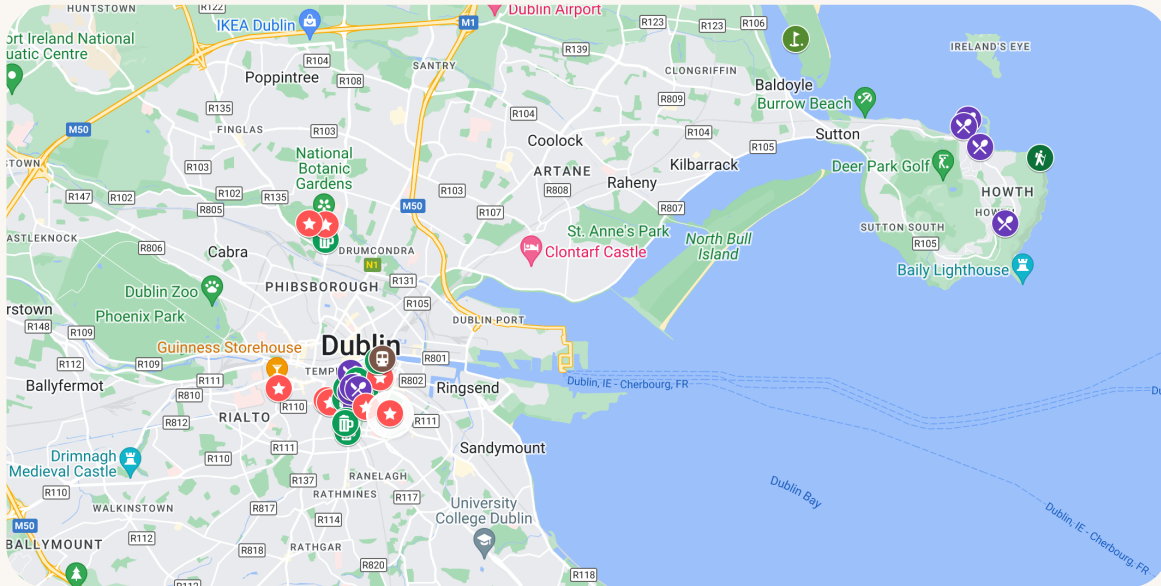 HUNTSTOWN
R122
IKEA Dublin
M1
Dublin Airport
R123
R123
R106
ort Ireland National
uatic Centre
R104
R139
IRELAND'S EYE
Poppintree
R108
SANTRY
CLONGRIFFIN
Baldoyle
R135
R104
R809
Burrow Beach
M50
FINGLAS
R103
R104
Sutton
Coolock
R105
STOWN
R103
National
Botanic
Gardens
ARTANE
Kilbarrack
Deer Park Golf
R147
R102
R102
R135
R103
R808
Raheny
HOWTH
R805
M50
R107
R807
HOWTH
ASTLEKNOCK
R806
Cabra
DRUMCONDRA
St. Anne's Park
North Bull
Island
SUTTON SOUTH
R105
Clontarf Castle
N1
Baily Lighthouse
Dublin Zoo
PHIBSBOROUGH
R131
R105
rstown
Phoenix Park
DUBLIN PORT
R148
R109
Guinness Storehouse
Dublin
R112
R109
TEMP
R801
Ballyfermot
R111
R802
Ringsend
Dublin, IE - Cherbourg, FR
Du
R810
R110
RIALTO
R812
R111
R111
Sandymount
Drimnagh
Medieval Castle
R110
R110
R137
RANELAGH
RATHMINES
R117
University
College Dublin
Dublin Bay
WALKINSTOWN
R817
R114
Dublin, IE - Cherbourg, FR
M50
BALLYMOUNT
R112
R818
RATHGAR
R820
R118
R112